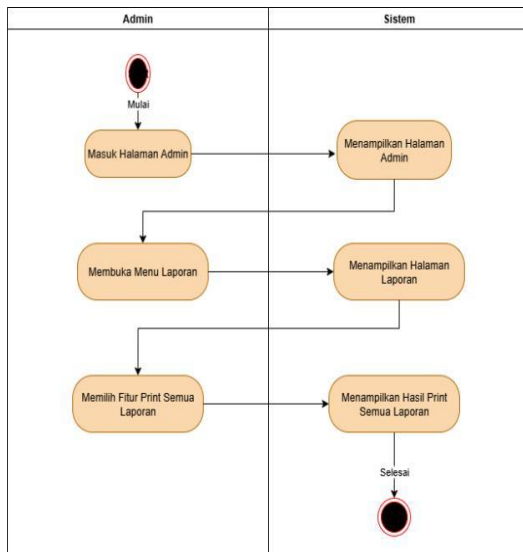 Admin
Sistem
Mulai
Masuk Halaman Admin
Menampilkan Halaman
Admin
Membuka Menu Laporan
Menampilkan Halaman
Laporan
Memilih Fitur Print Semua
Laporan
Menampilkan Hasil Print
Semua Laporan
Selesai